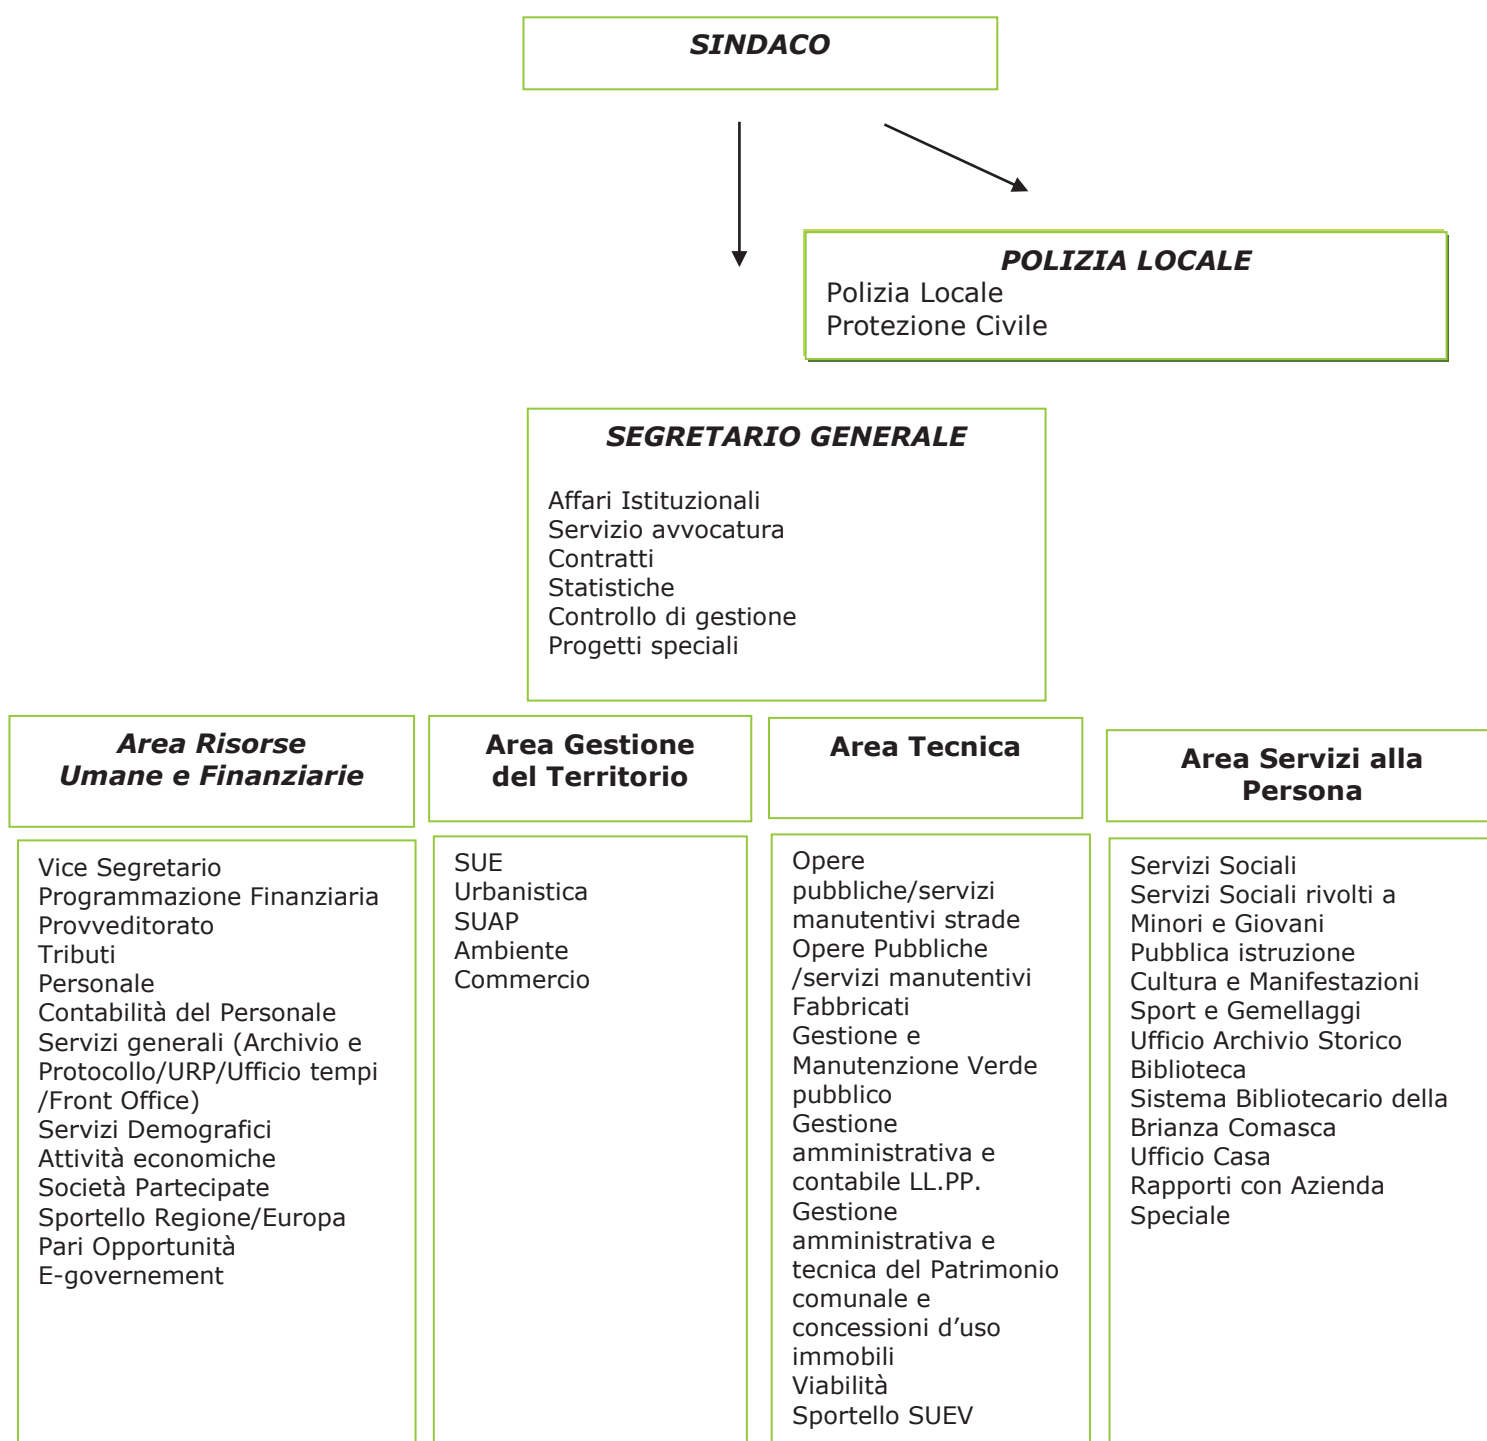 SINDACO
POLIZIA LOCALE
Polizia Locale
Protezione Civile
SEGRETARIO GENERALE
Affari Istituzionali
Servizio avvocatura
Contratti
Statistiche
Controllo di gestione
Progetti speciali
Area Risorse
Umane e Finanziarie
Vice Segretario
Programmazione Finanziaria
Provveditorato
Tributi
Personale
Contabilità del Personale
Servizi generali (Archivio e
Protocollo/URP/Ufficio tempi
/Front Office)
Servizi Demografici
Attività economiche
Società Partecipate
Sportello Regione/Europa
Pari Opportunità
E-governement
Area Gestione
del Territorio
SUE
Urbanistica
SUAP
Ambiente
Commercio
Area Tecnica
Opere
pubbliche/servizi
manutentivi strade
Opere Pubbliche
/servizi manutentivi
Fabbricati
Gestione e
Manutenzione Verde
pubblico
Gestione
amministrativa e
contabile LL.PP.
Gestione
amministrativa e
tecnica del Patrimonio
comunale e
concessioni d’uso
immobili
Viabilità
Sportello SUEV
Area Servizi alla
Persona
Servizi Sociali
Servizi Sociali rivolti a
Minori e Giovani
Pubblica istruzione
Cultura e Manifestazioni
Sport e Gemellaggi
Ufficio Archivio Storico
Biblioteca
Sistema Bibliotecario della
Brianza Comasca
Ufficio Casa
Rapporti con Azienda
Speciale